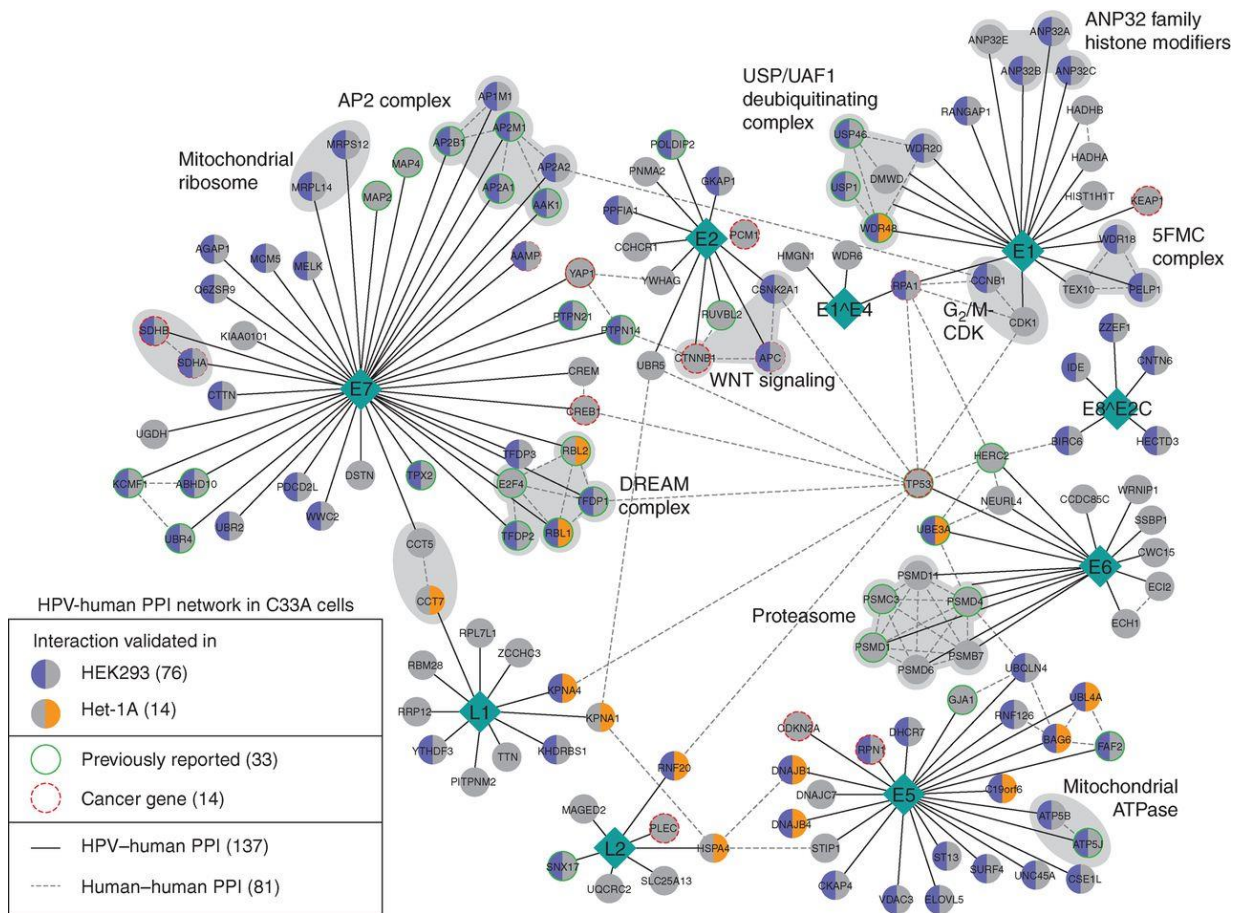 ANP32 family
histone modifiers
ANP32E
ANP32A
ANP32B
ANP32C
USP/UAF1
deubiquitinating
complex
RANGAP1
HADHB
HADHA
HIST1H1T
KEAP1
USP46
WDR20
DMWD
USP1
WDR48
E1
5FMC
complex
WDR18
TEX10
PELP1
AP2 complex
AP1M1
AP2M1
AP2B1
AP2A2
AP2A1
AAK1
Mitochondrial
ribosome
MRPS12
MRPL14
MAP4
MAP2
POLDIP2
PNMA2
GKAP1
PPFIA1
E2
PCM1
CCHCR1
YWHAG
HMGN1
WDR6
CSNK2A1
E1^E4
RPA1
CCNB1
G2/M-
CDK
CDK1
RUVBL2
CTNNB1
APC
WNT signaling
UBR5
AGAP1
MCM5
MELK
AAMP
YAP1
Q6ZSR9
KIAA0101
PTPN21
PTPN14
SDHB
SDHA
E7
CREM
CREB1
CTTN
UGDH
KCMF1
ABHD10
UBR4
UBR2
PDCD2L
WWC2
DSTN
TPX2
TFDP3
RBL2
E2F4
TFDP1
TFDP2
RBL1
DREAM
complex
ZZEF1
IDE
CNTN6
E8^E2C
BIRC6
HECTD3
HERC2
TP53
NEURL4
UBE3A
CCDC85C
WRNIP1
SSBP1
CWC15
ECI2
ECH1
E6
Proteasome
PSMD11
PSMC3
PSMD4
PSMD1
PSMD6
PSMB7
CCT5
CCT7
RPL7L1
RBM28
ZCCHC3
RRP12
L1
KPNA4
KPNA1
YTHDF3
PITPNM2
TTN
KHDRBS1
UBQLN4
GJA1
RNF126
UBL4A
BAG6
FAF2
CDKN2A
RPN1
DHCR7
DNAJB1
DNAJC7
DNAJB4
E5
C19orf6
Mitochondrial
ATPase
ATP5B
ATP5J
STIP1
CKAP4
VDAC3
ELOVL5
ST13
SURF4
UNC45A
CSE1L
RNF20
MAGED2
PLEC
L2
HSPA4
SNX17
UQCRC2
SLC25A13
HPV-human PPI network in C33A cells
Interaction validated in
HEK293 (76)
Het-1A (14)
Previously reported (33)
Cancer gene (14)
HPV–human PPI (137)
Human–human PPI (81)